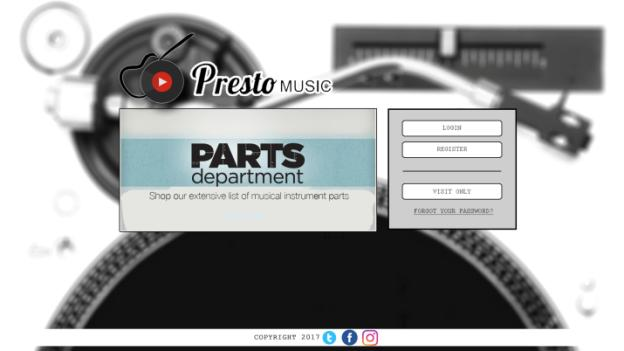 Presto MUSIC
PARTS
department
Shop our extensive list of musical instrument parts
LOGIN
REGISTER
VISIT ONLY
FORGOT YOUR PASSWORD?
COPYRIGHT 2017